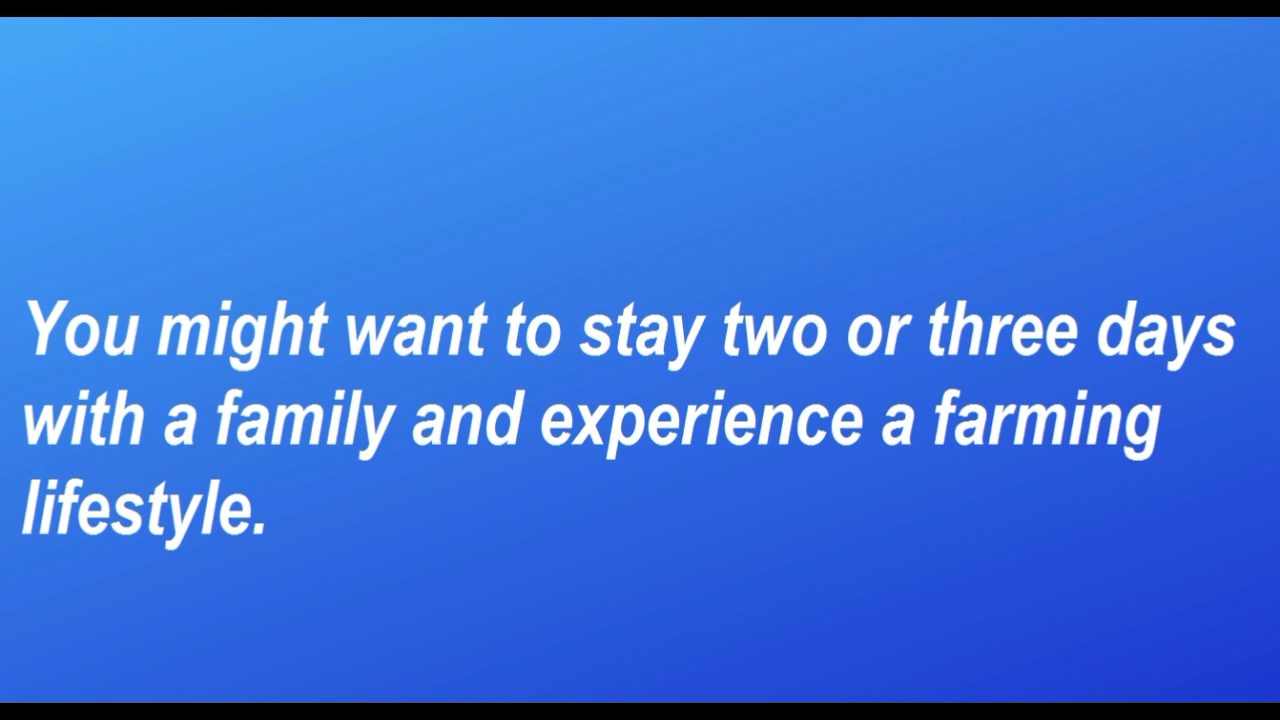 You might want to stay two or three days
with a family and experience a farming
lifestyle.